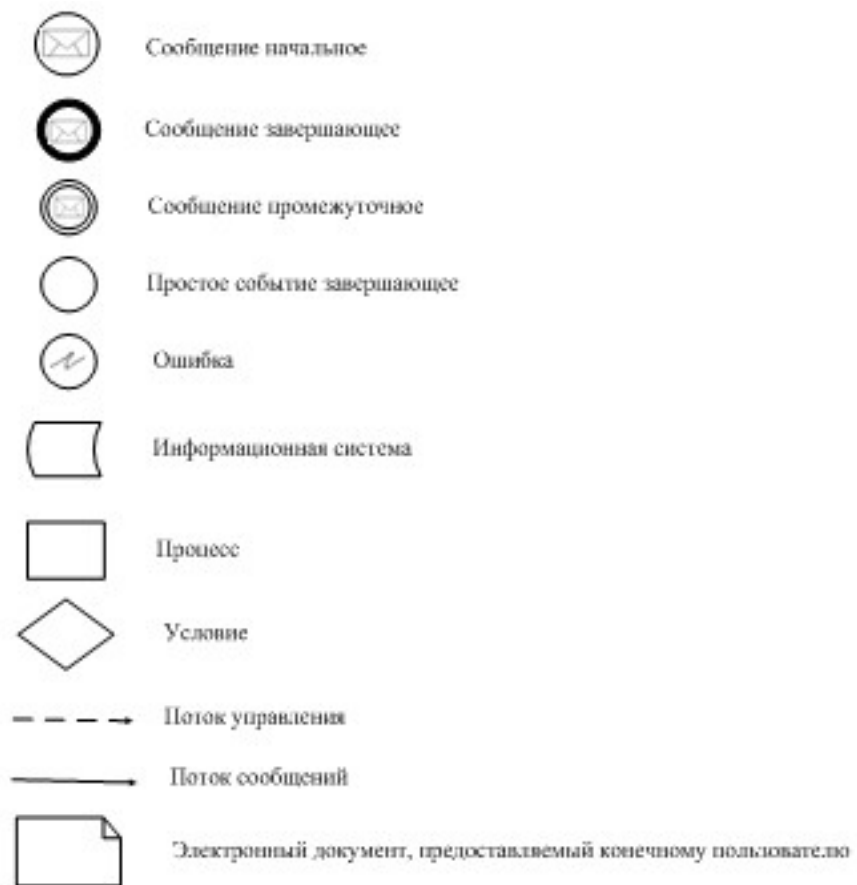 Сообщение начальное
Сообщение завершающее
Сообщение промежуточное
Простое событие завершающее
Ошибка
Информационная система
Процесс
Условие
Поток управления
Поток сообщений
Электронный документ, предоставляемый конечному пользователю